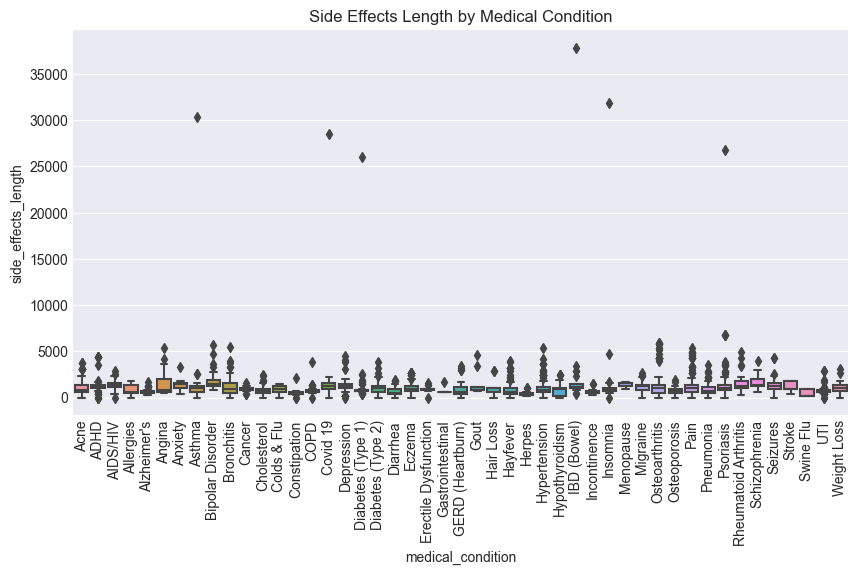 Side Effects Length by Medical Condition
side_effects_length
35000
30000
25000
20000
15000
10000
5000
0
Acne
ADHD
AIDS/HIV
Allergies
Alzheimer's
Angina
Anxiety
Asthma
Bipolar Disorder
Bronchitis
Cancer
Cholesterol
Colds & Flu
Constipation
COPD
Covid 19
Depression
Diabetes (Type 1)
Diabetes (Type 2)
Diarrhea
Eczema
Erectile Dysfunction
Gastrointestinal
GERD (Heartburn)
Gout
Hair Loss
Hayfever
Herpes
Hypertension
Hypothyroidism
IBD (Bowel)
Incontinence
Insomnia
Menopause
Migraine
Osteoarthritis
Osteoporosis
Pain
Pneumonia
Psoriasis
Rheumatoid Arthritis
Schizophrenia
Seizures
Stroke
Swine Flu
UTI
Weight Loss
medical_condition